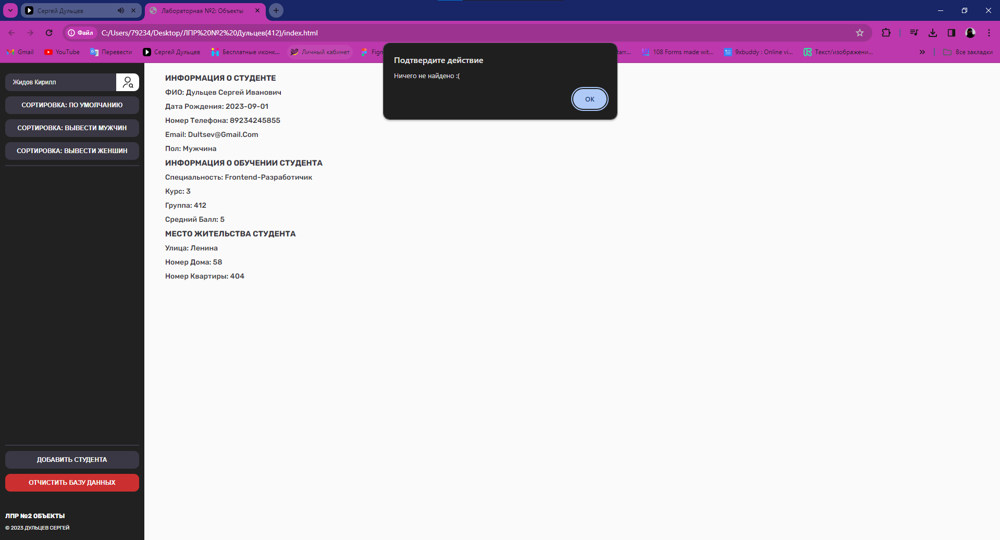 Сергей Дульцев
Лабораторная №2: Объекты
Файл
C:/Users/79234/Desktop/ЛПР%20№2%20Дульцев(412)/index.html
Gmail
YouTube
Перевести
Сергей Дульцев
Бесплатные иконк...
Личный кабинет
Figm
tarr...
108 Forms made wit...
9xbuddy : Online vi...
Текст/изображени...
Все закладки
Подтвердите действие
Ничего не найдено :(
ОК
Жидов Кирилл
СОРТИРОВКА: ПО УМОЛЧАНИЮ
СОРТИРОВКА: ВЫВЕСТИ МУЖЧИН
СОРТИРОВКА: ВЫВЕСТИ ЖЕНШИН
ИНФОРМАЦИЯ О СТУДЕНТЕ
ФИО: Дульцев Сергей Иванович
Дата Рождения: 2023-09-01
Номер Телефона: 89234245855
Email: Dultsev@Gmail.Com
Пол: Мужчина
ИНФОРМАЦИЯ О ОБУЧЕНИИ СТУДЕНТА
Специальность: Frontend-Разработичик
Курс: 3
Группа: 412
Средний Балл: 5
МЕСТО ЖИТЕЛЬСТВА СТУДЕНТА
Улица: Ленина
Номер Дома: 58
Номер Квартиры: 404
ДОБАВИТЬ СТУДЕНТА
ОТЧИСТИТЬ БАЗУ ДАННЫХ
ЛПР №2 ОБЪЕКТЫ
© 2023 ДУЛЬЦЕВ СЕРГЕЙ